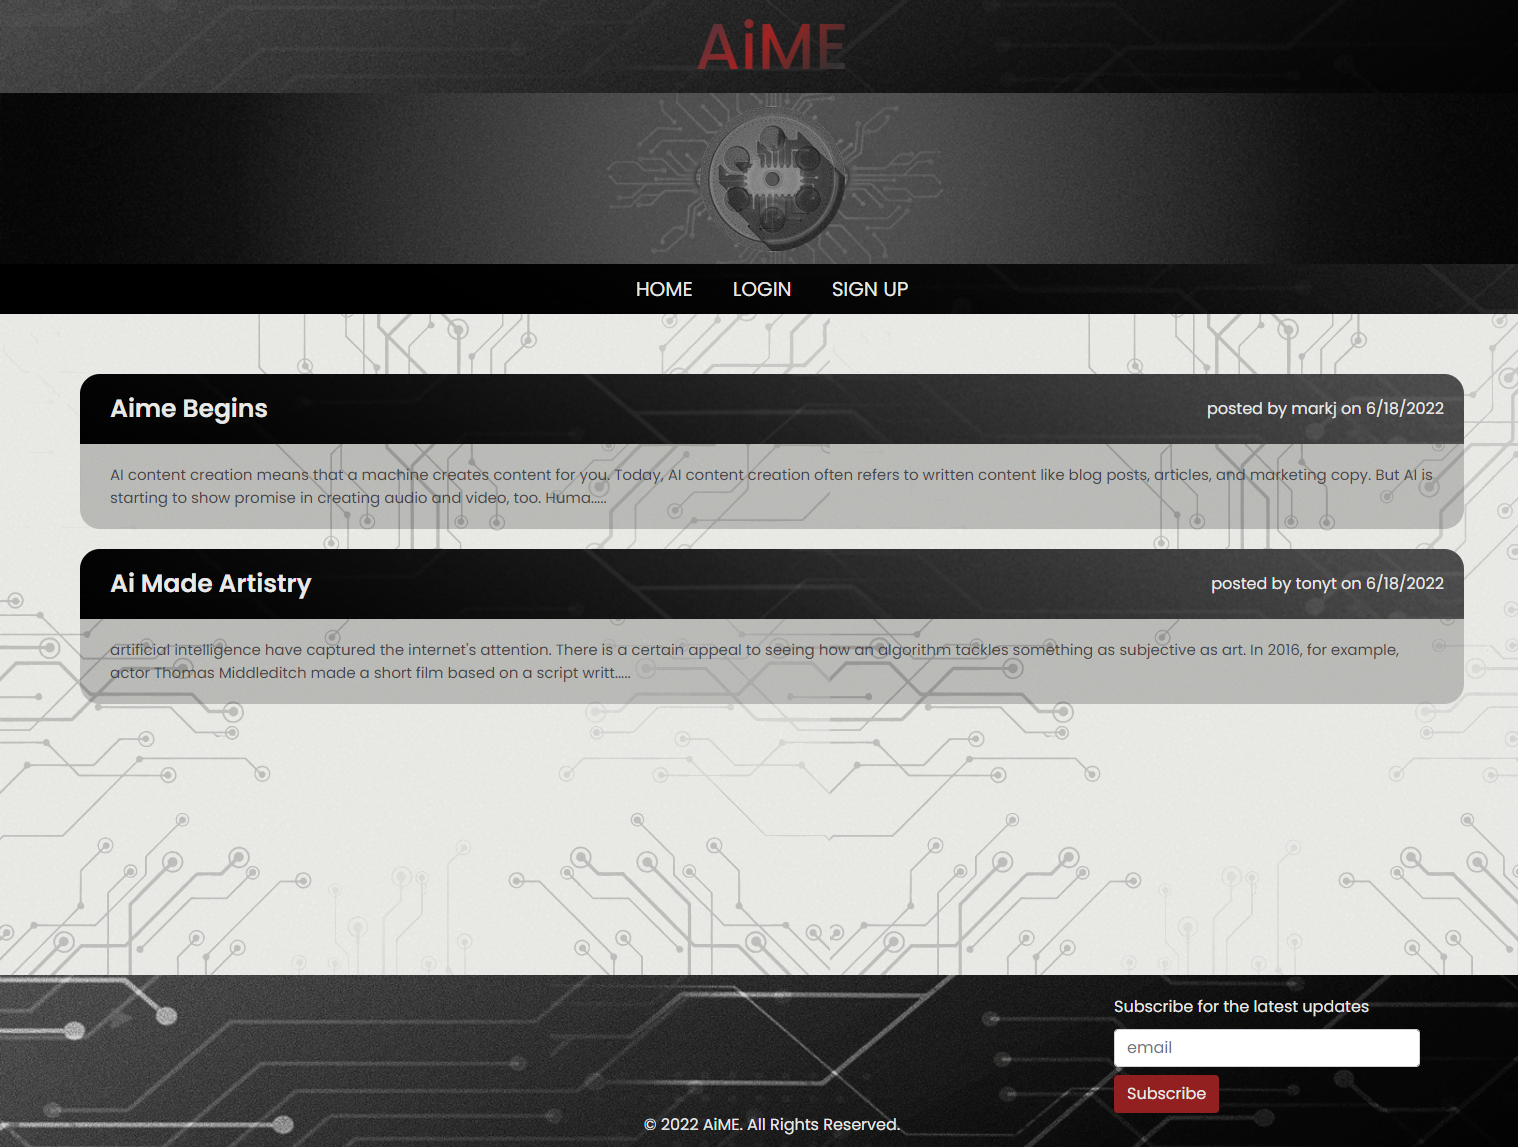 AiME
HOME LOGIN SIGN UP
Aime Begins
posted by markj on 6/18/2022
AI content creation means that a machine creates content for you. Today, AI content creation often refers to written content like blog posts, articles, and marketing copy. But AI is
starting to show promise in creating audio and video, too. Huma.....
Ai Made Artistry
posted by tonyt on 6/18/2022
artificial intelligence have captured the internet's attention. There is a certain appeal to seeing how an algorithm tackles something as subjective as art. In 2016, for example,
actor Thomas Middleditch made a short film based on a script writt.....
Subscribe for the latest updates
email
Subscribe
© 2022 AiME. All Rights Reserved.